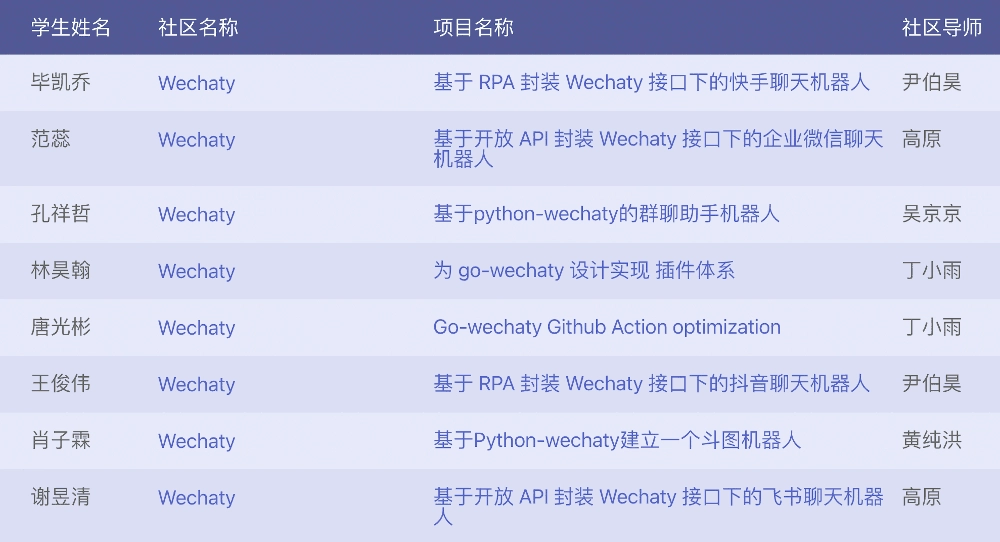 学生姓名 社区名称 项目名称 社区导师
毕凯乔 Wechaty 基于 RPA 封装 Wechaty 接口下的快手聊天机器人 尹伯昊
范蕊 Wechaty 基于开放 API 封装 Wechaty 接口下的企业微信聊天 高原
机器人
孔祥哲 Wechaty 基于python-wechaty的群聊助手机器人 吴京京
林昊翰 Wechaty 为 go-wechaty 设计实现 插件体系 丁小雨
唐光彬 Wechaty Go-wechaty Github Action optimization 丁小雨
王俊伟 Wechaty 基于 RPA 封装 Wechaty 接口下的抖音聊天机器人 尹伯昊
肖子霖 Wechaty 基于Python-wechaty建立一个斗图机器人 黄纯洪
谢昱清 Wechaty 基于开放 API 封装 Wechaty 接口下的飞书聊天机器 高原
人